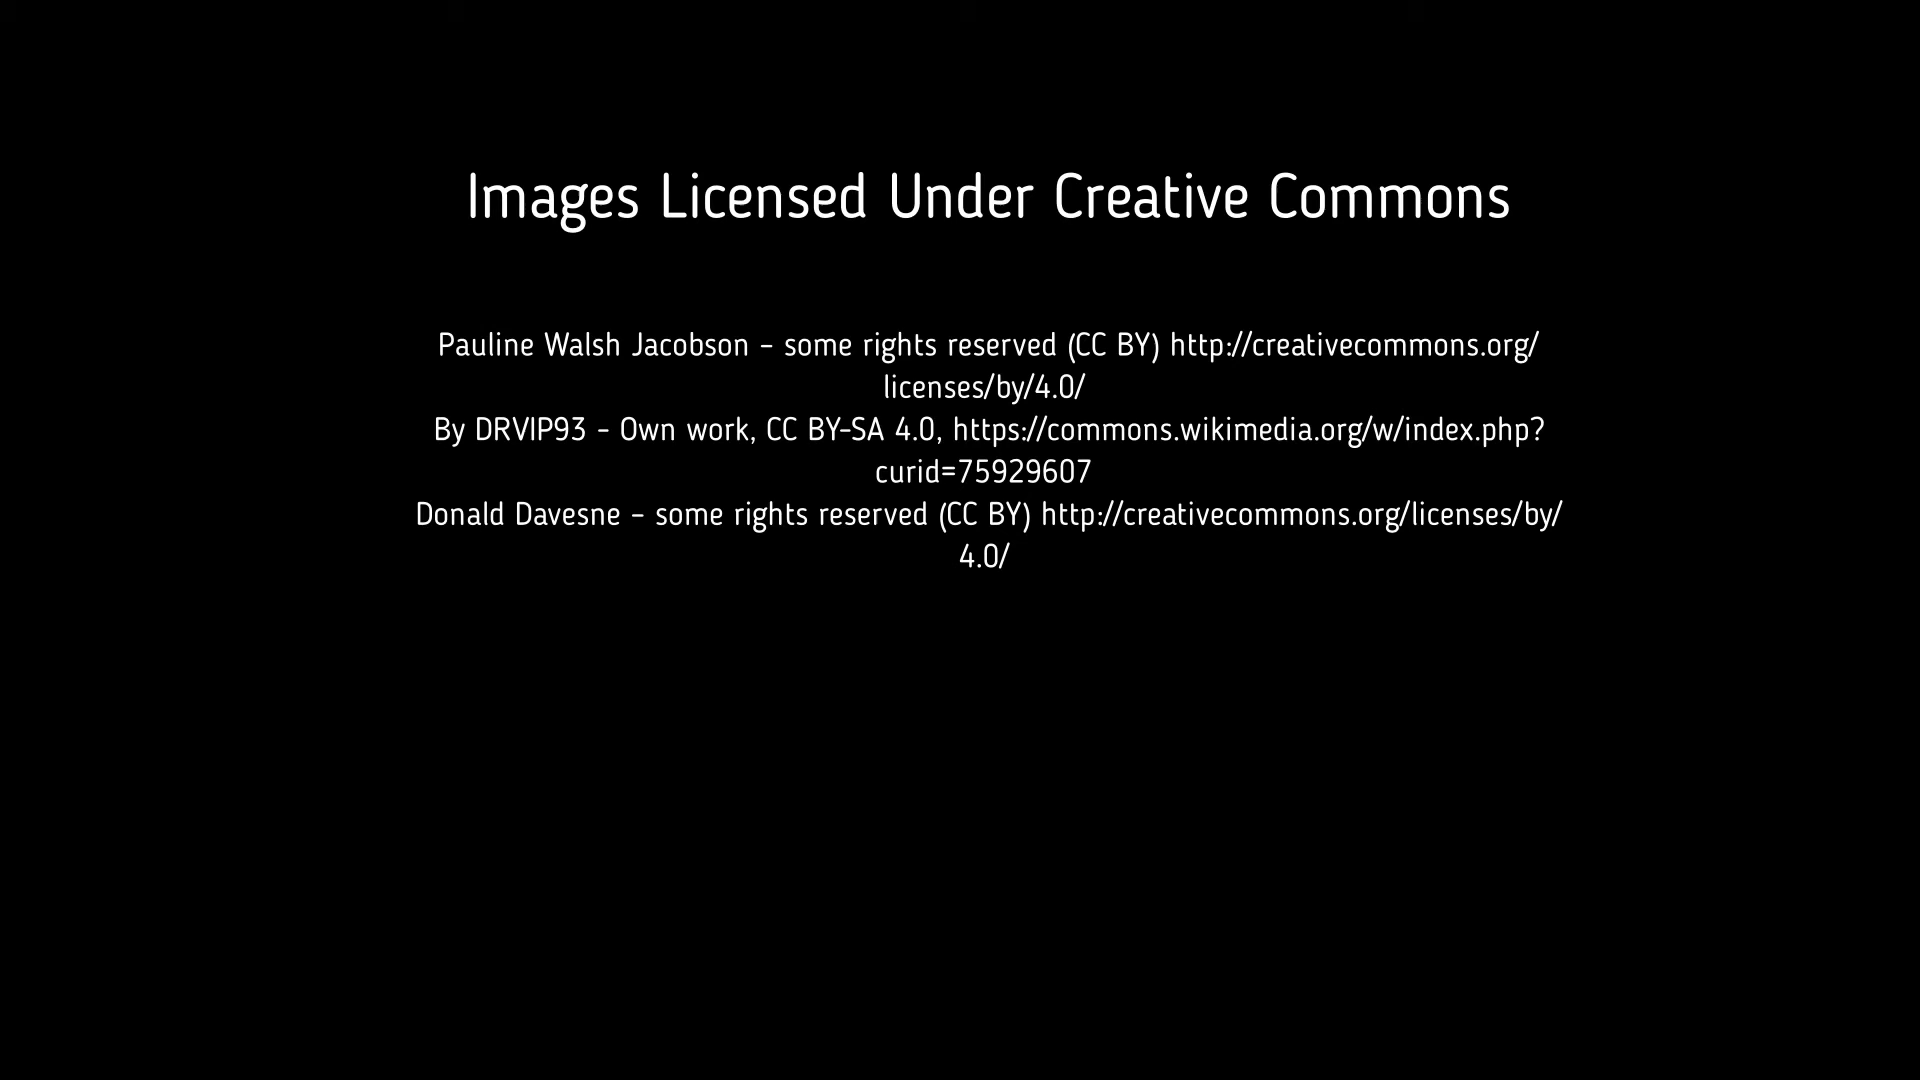 Images Licensed Under Creative Commons
Pauline Walsh Jacobson – some rights reserved (CC BY) http://creativecommons.org/
licenses/by/4.0/
By DRVIP93 - Own work, CC BY-SA 4.0, https://commons.wikimedia.org/w/index.php?
curid=75929607
Donald Davesne – some rights reserved (CC BY) http://creativecommons.org/licenses/by/
4.0/